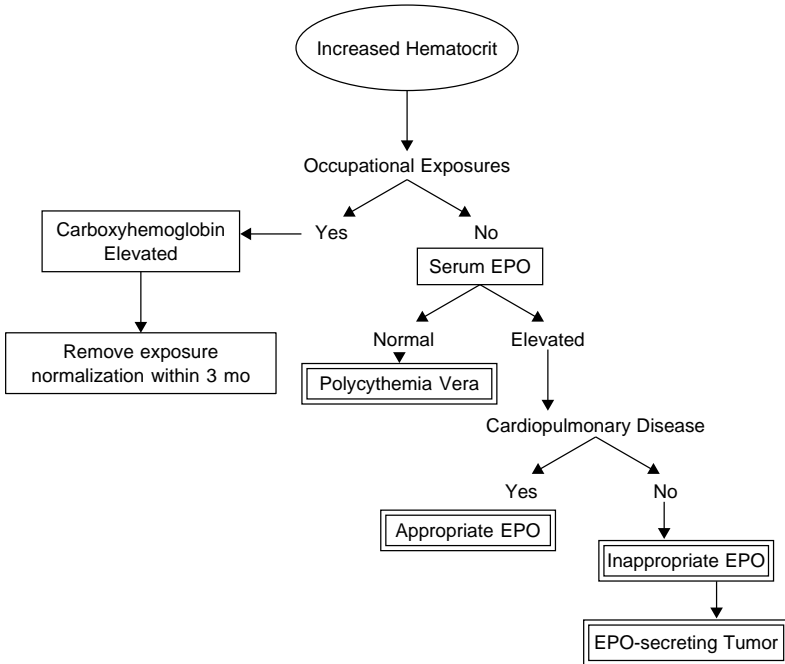 Increased Hematocrit
Occupational Exposures
Carboxyhemoglobin
Elevated
Yes
No
Serum EPO
Remove exposure
normalization within 3 mo
Normal
Elevated
Polycythemia Vera
Cardiopulmonary Disease
Yes
No
Appropriate EPO
Inappropriate EPO
EPO-secreting Tumor